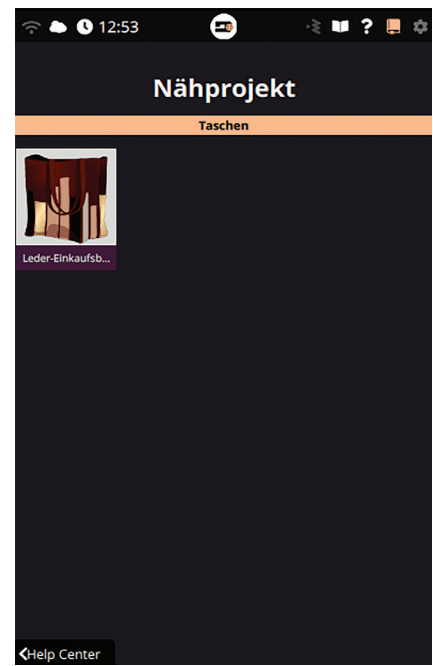 12:53
Nähprojekt
Taschen
Leder-Einkaufsb...
Help Center